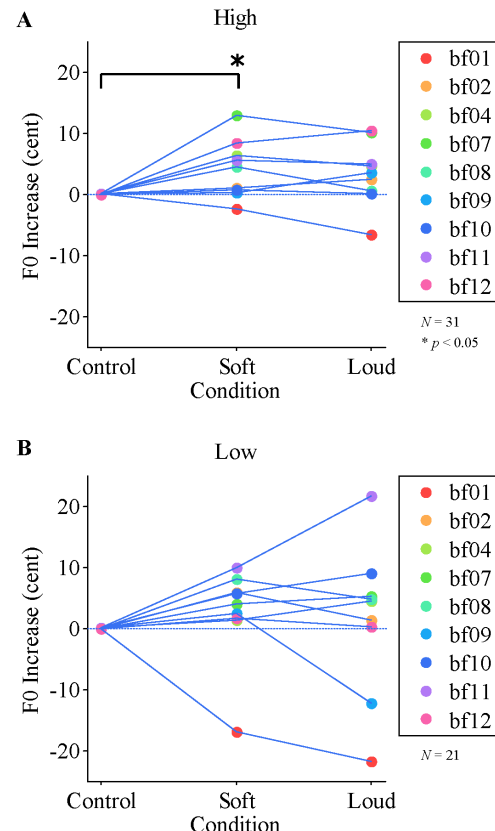 A
High
*
20
10
0
-10
-20
F0 Increase (cent)
Control
Soft
Loud
Condition
bf01
bf02
bf04
bf07
bf08
bf09
bf10
bf11
bf12
N = 31
* p < 0.05
B
Low
20
10
0
-10
-20
F0 Increase (cent)
Control
Soft
Loud
Condition
bf01
bf02
bf04
bf07
bf08
bf09
bf10
bf11
bf12
N = 21